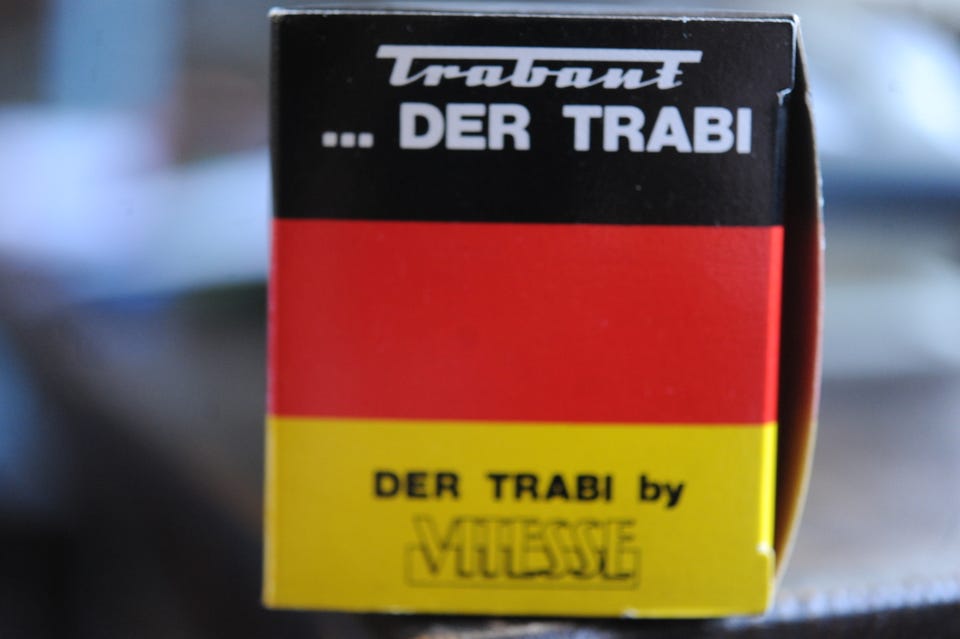 Trabant
... DER TRABI
DER TRABI by
VITESSE